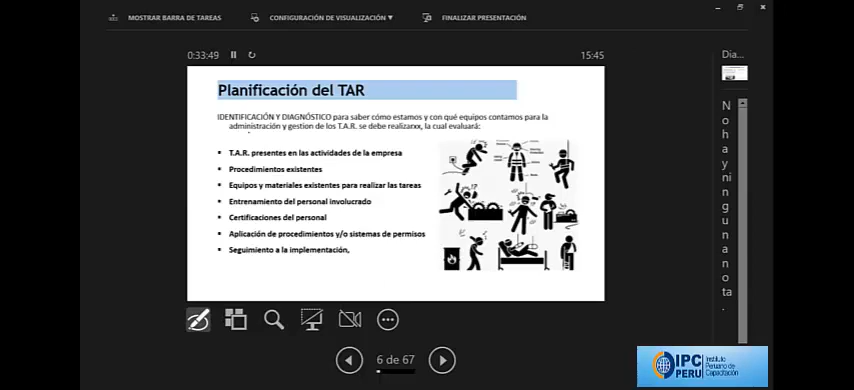 MOSTRAR BARRA DE TAREAS
CONFIGURACIÓN DE VISUALIZACIÓN ▼
FINALIZAR PRESENTACIÓN
0:33:49
15:45
Dia...
Planificación del TAR
IDENTIFICACIÓN Y DIAGNÓSTICO para saber cómo estamos y con qué equipos contamos para la
administración y gestion de los T.A.R. se debe realizarxx, la cual evaluará:
▪ T.A.R. presentes en las actividades de la empresa
▪ Procedimientos existentes
▪ Equipos y materiales existentes para realizar las tareas
▪ Entrenamiento del personal involucrado
▪ Certificaciones del personal
▪ Aplicación de procedimientos y/o sistemas de permisos
▪ Seguimiento a la implementación,
N
o h
a
y
ni
n
g
u
n
a
n
o
ta
.
6 de 67
IPC
PERU
Instituto
Peruano de
Capacitación